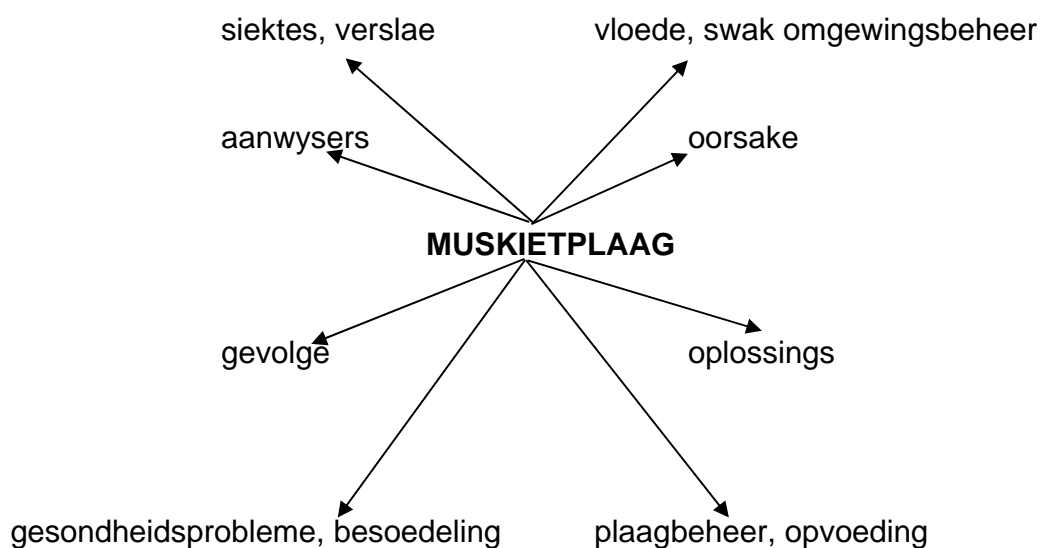 siektes, verslae vloede, swak omgewingsbeheer
aanwysers oorsake
MUSKIETPLAAG
gevolge oplossings
gesondheidsprobleme, besoedeling plaagbeheer, opvoeding